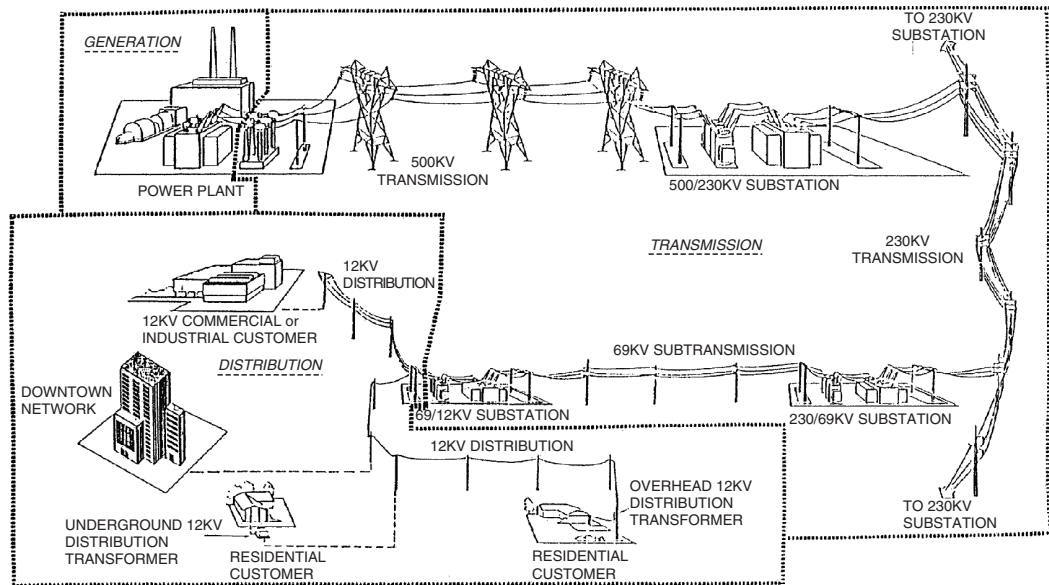 GENERATION
TO 230KV
SUBSTATION
POWER PLANT
500KV
TRANSMISSION
500/230KV SUBSTATION
TRANSMISSION
230KV
TRANSMISSION
12KV
DISTRIBUTION
12KV COMMERCIAL or
INDUSTRIAL CUSTOMER
DISTRIBUTION
69KV SUBTRANSMISSION
DOWNTOWN
NETWORK
69/12KV SUBSTATION
230/69KV SUBSTATION
12KV DISTRIBUTION
OVERHEAD 12KV
DISTRIBUTION
TRANSFORMER
TO 230KV
SUBSTATION
UNDERGROUND 12KV
DISTRIBUTION
TRANSFORMER
RESIDENTIAL
CUSTOMER
RESIDENTIAL
CUSTOMER